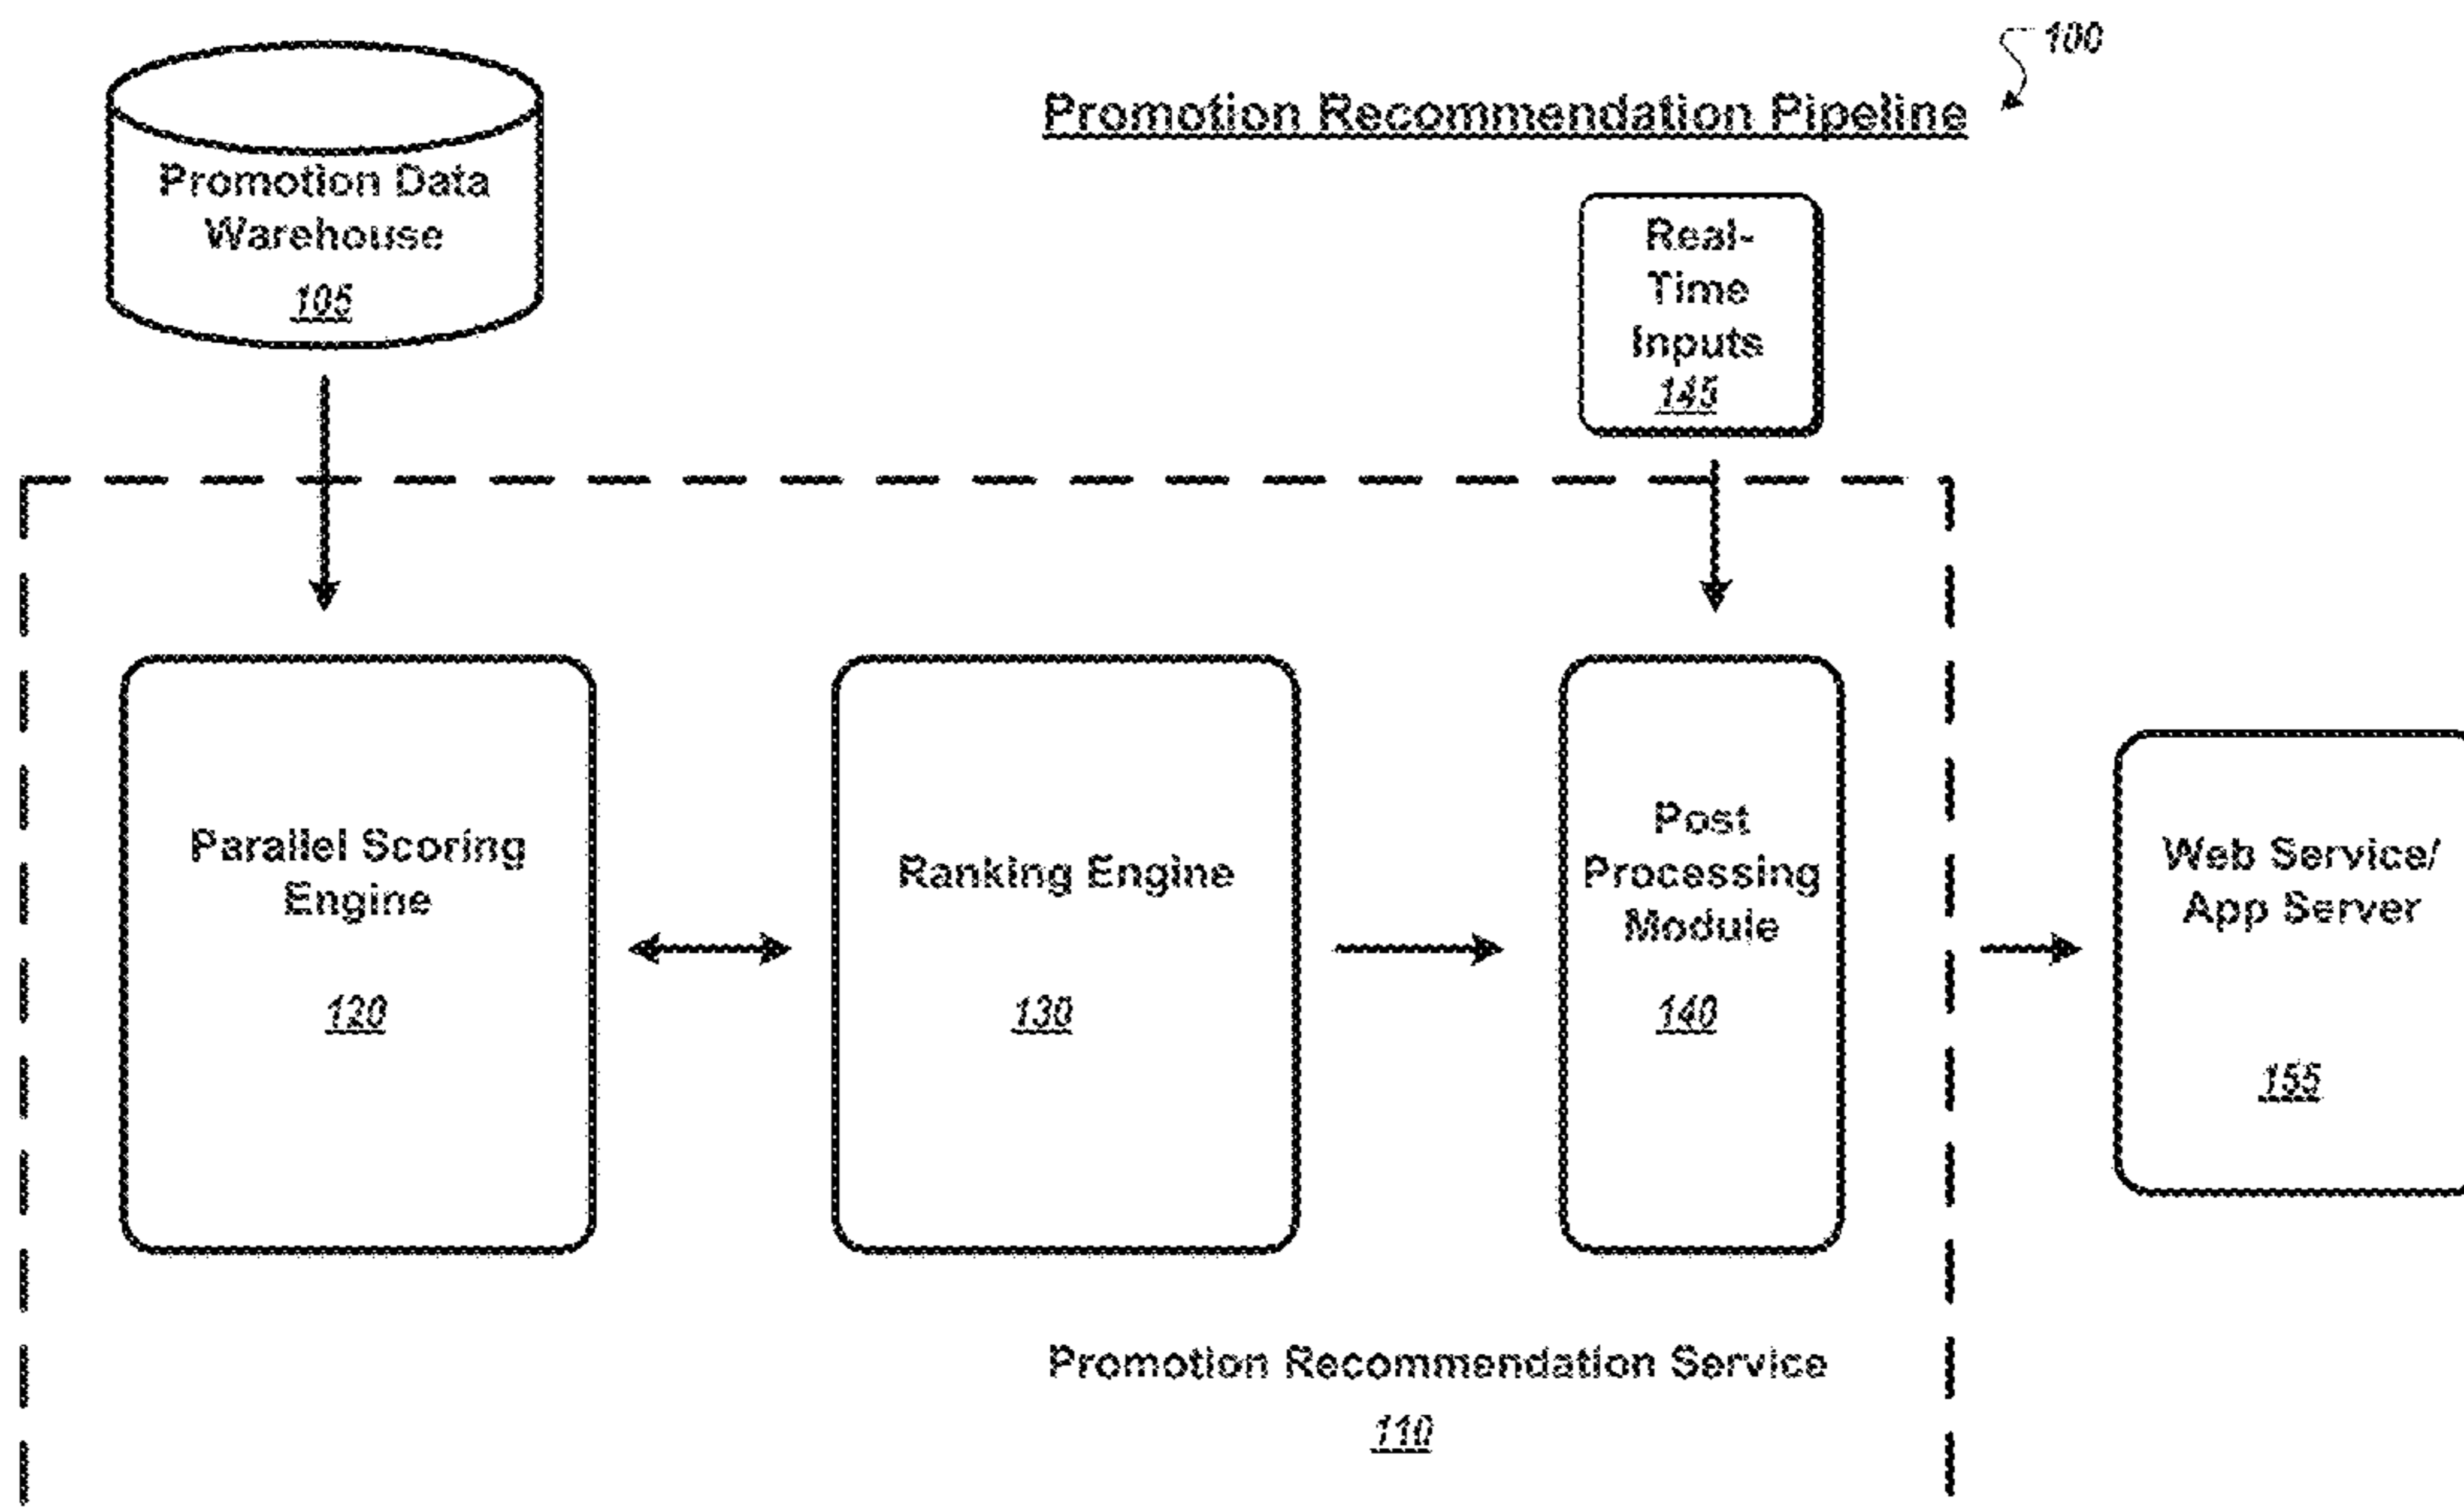 100
Promotion Recommendation Pipeline
Promotion Data
Warehouse
105
Real-
Time
Inputs
145
Parallel Scoring
Engine
120
Ranking Engine
130
Post
Processing
Module
140
Web Service/
App Server
155
Promotion Recommendation Service
110